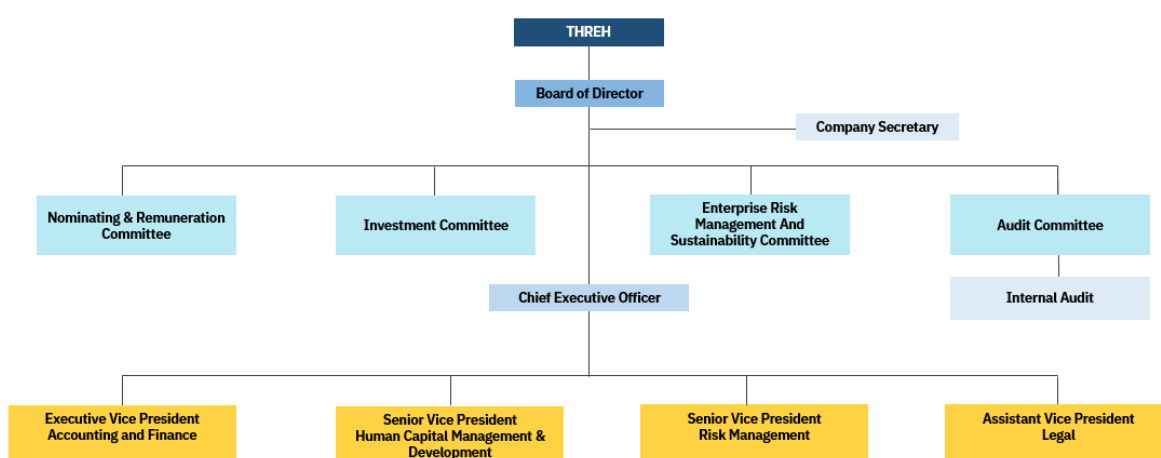 THREH
Board of Director
Company Secretary
Nominating & Remuneration
Committee
Investment Committee
Enterprise Risk
Management And
Sustainability Committee
Audit Committee
Chief Executive Officer
Internal Audit
Executive Vice President
Accounting and Finance
Senior Vice President
Human Capital Management &
Development
Senior Vice President
Risk Management
Assistant Vice President
Legal